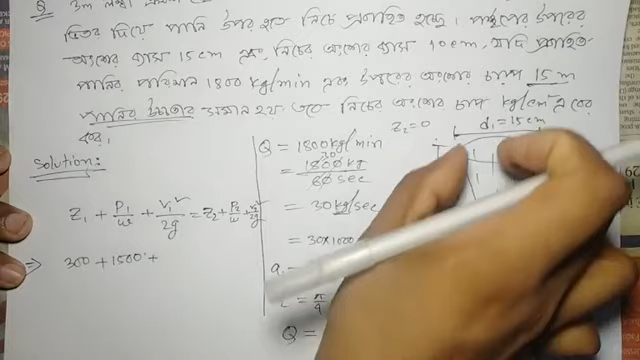 Q 3m লম্বা
ভিতর দিয়ে পানি উপর হতে নিচে প্রবাহিত হচ্ছে। পাইপের উপরের
অংশের ব্যাস 15cm এবং নিচের অংশের ব্যাস 10cm, যদি প্রবাহিত
পানির পরিমান 1800 kg/min এবং উপরের অংশের চাপ 15m
পানির উচ্চতার সমান হয় তবে নিচের অংশের চাপ kg/cm² এ বের
কর।
Solution:
Z₁ + P₁/w + V₁²/2g = Z₂ + P₂/w + V₂²/2g
⇒ 300 + 1500 +
Q = 1800kg/min
= 1800 kg / 60 sec
= 30 kg/sec
= 30×1000
a₁ =
π/4
Q =
Z₂=0
d₁=15cm